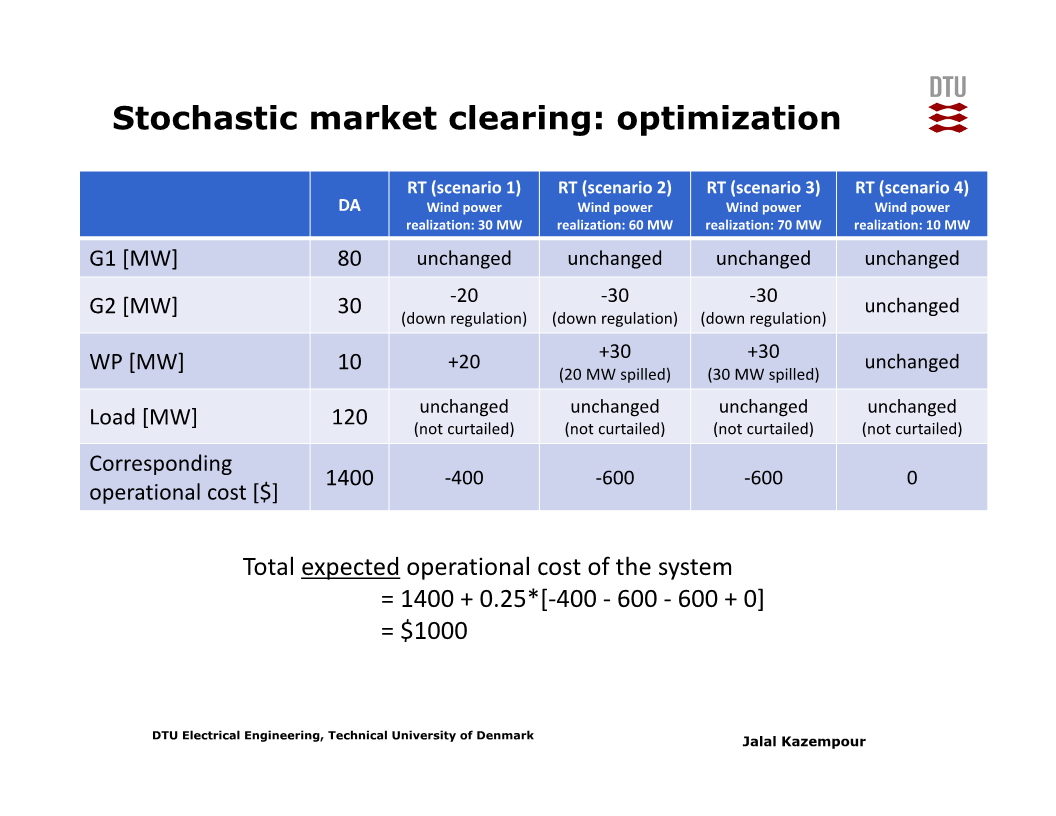 DTU
Stochastic market clearing: optimization
DA
RT (scenario 1)
Wind power
realization: 30 MW
RT (scenario 2)
Wind power
realization: 60 MW
RT (scenario 3)
Wind power
realization: 70 MW
RT (scenario 4)
Wind power
realization: 10 MW
G1 [MW] 80 unchanged unchanged unchanged unchanged
G2 [MW] 30
-20
(down regulation)
-30
(down regulation)
-30
(down regulation)
unchanged
WP [MW] 10 +20
+30
(20 MW spilled)
+30
(30 MW spilled)
unchanged
Load [MW] 120
unchanged
(not curtailed)
unchanged
(not curtailed)
unchanged
(not curtailed)
unchanged
(not curtailed)
Corresponding
operational cost [$]
1400 -400 -600 -600 0
Total expected operational cost of the system
= 1400 + 0.25*[-400 - 600 - 600 + 0]
= $1000
DTU Electrical Engineering, Technical University of Denmark
Jalal Kazempour